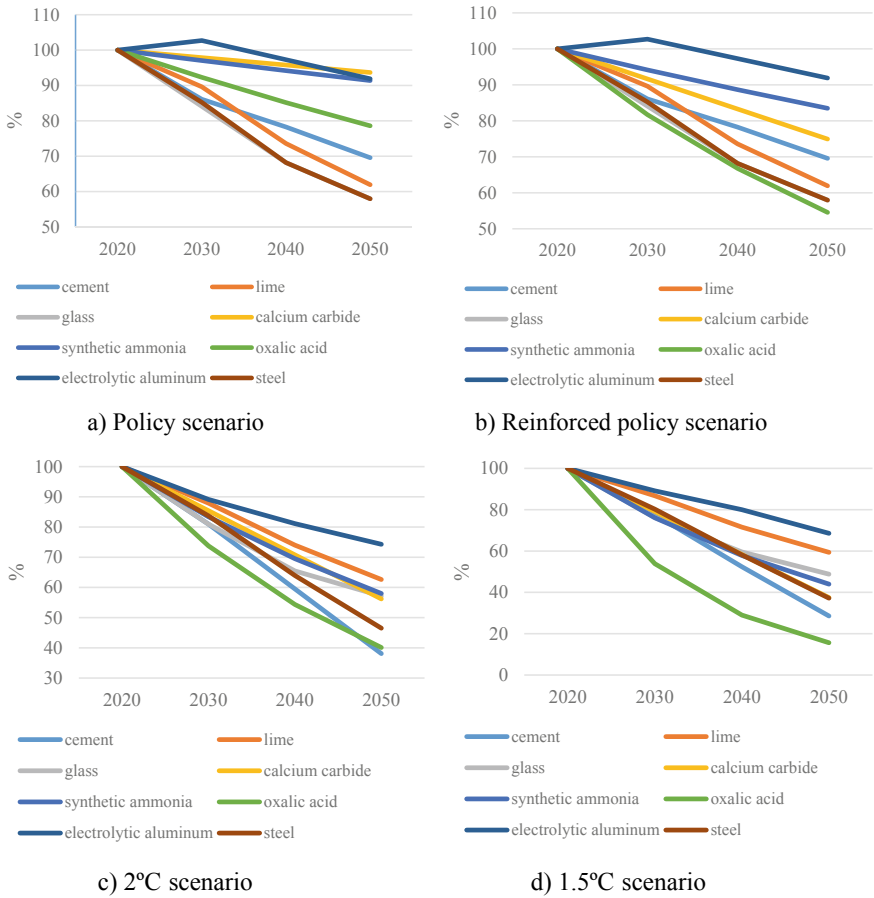 110
100
90
80
70
60
50
%
2020 2030 2040 2050
cement lime
glass calcium carbide
synthetic ammonia oxalic acid
electrolytic aluminum steel
a) Policy scenario
110
100
90
80
70
60
50
%
2020 2030 2040 2050
cement lime
glass calcium carbide
synthetic ammonia oxalic acid
electrolytic aluminum steel
b) Reinforced policy scenario
100
90
80
70
60
50
40
30
%
2020 2030 2040 2050
cement lime
glass calcium carbide
synthetic ammonia oxalic acid
electrolytic aluminum steel
c) 2ºC scenario
100
80
60
40
20
0
%
2020 2030 2040 2050
cement lime
glass calcium carbide
synthetic ammonia oxalic acid
electrolytic aluminum steel
d) 1.5ºC scenario